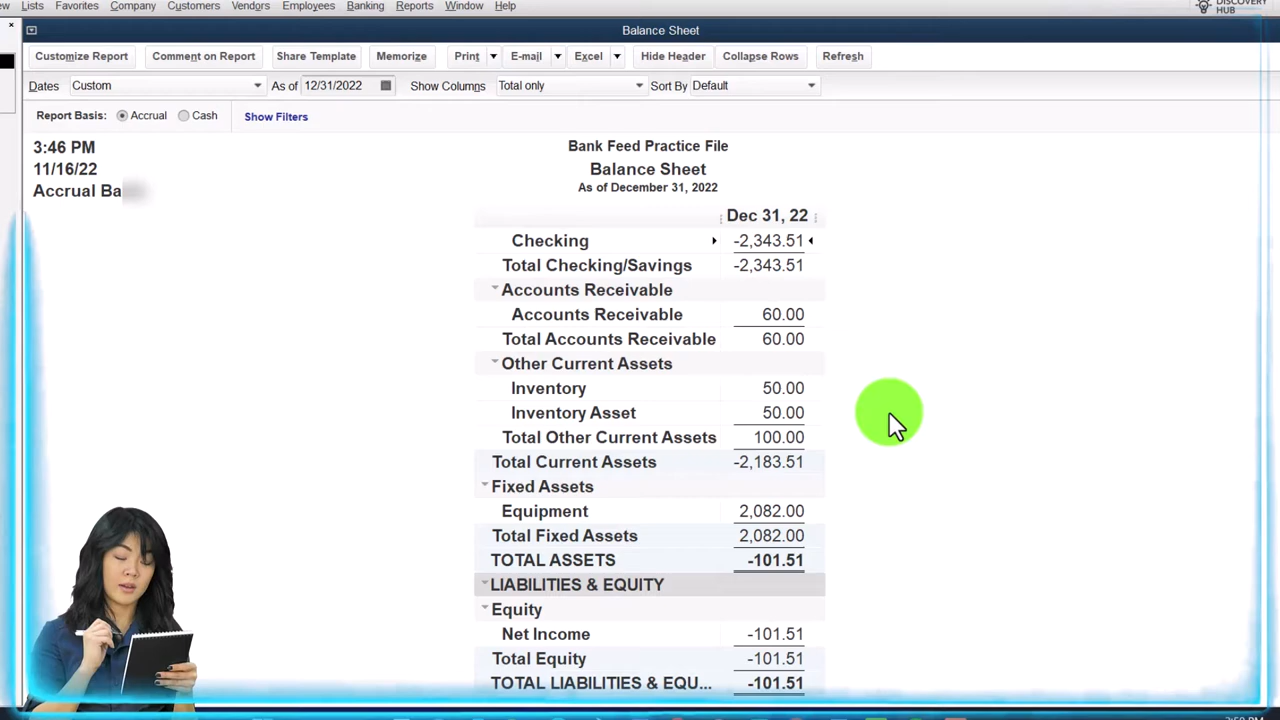 Lists Favorites Company Customers Vendors Employees Banking Reports Window Help
DISCOVERY
HUB
Balance Sheet
Customize Report Comment on Report Share Template Memorize Print E-mail Excel Hide Header Collapse Rows Refresh
Dates Custom As of 12/31/2022 Show Columns Total only Sort By Default
Report Basis: Accrual Cash Show Filters
3:46 PM
11/16/22
Bank Feed Practice File
Balance Sheet
As of December 31, 2022
Dec 31, 22
Checking -2,343.51
Total Checking/Savings -2,343.51
Accounts Receivable
Accounts Receivable 60.00
Total Accounts Receivable 60.00
Other Current Assets
Inventory 50.00
Inventory Asset 50.00
Total Other Current Assets 100.00
Total Current Assets -2,183.51
Fixed Assets
Equipment 2,082.00
Total Fixed Assets 2,082.00
TOTAL ASSETS -101.51
LIABILITIES & EQUITY
Equity
Net Income -101.51
Total Equity -101.51
TOTAL LIABILITIES & EQU... -101.51
Accrual Ba